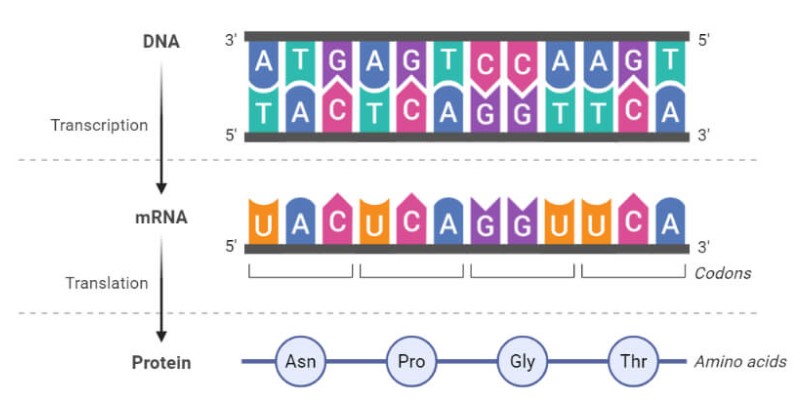 DNA
3' 5'
A T G A G T C C A A G T
Transcription
T A C T C A G G T T C A
5' 3'
mRNA
U A C U C A G G U U C A
5' 3'
Translation
Codons
Protein
Asn Pro Gly Thr Amino acids